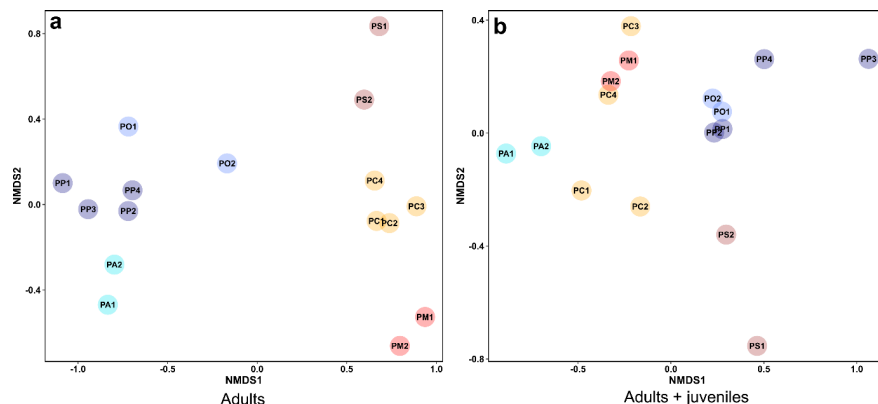 a
PS1
0.8
PS2
0.4
PO1
PO2
NMDS2
PP1
PP4
PC4
PP3
PP2
PC3
0.0
PC1
PC2
PA2
-0.4
PA1
PM1
PM2
-1.0
-0.5
0.0
0.5
1.0
NMDS1
Adults
b
0.4
PC3
PM1
PP4
PP3
PM2
PC4
PO2
PO1
PP1
PP2
0.0
PA1
PA2
NMDS2
PC1
PC2
PS2
-0.4
PS1
-0.8
-0.5
0.0
0.5
1.0
NMDS1
Adults + juveniles